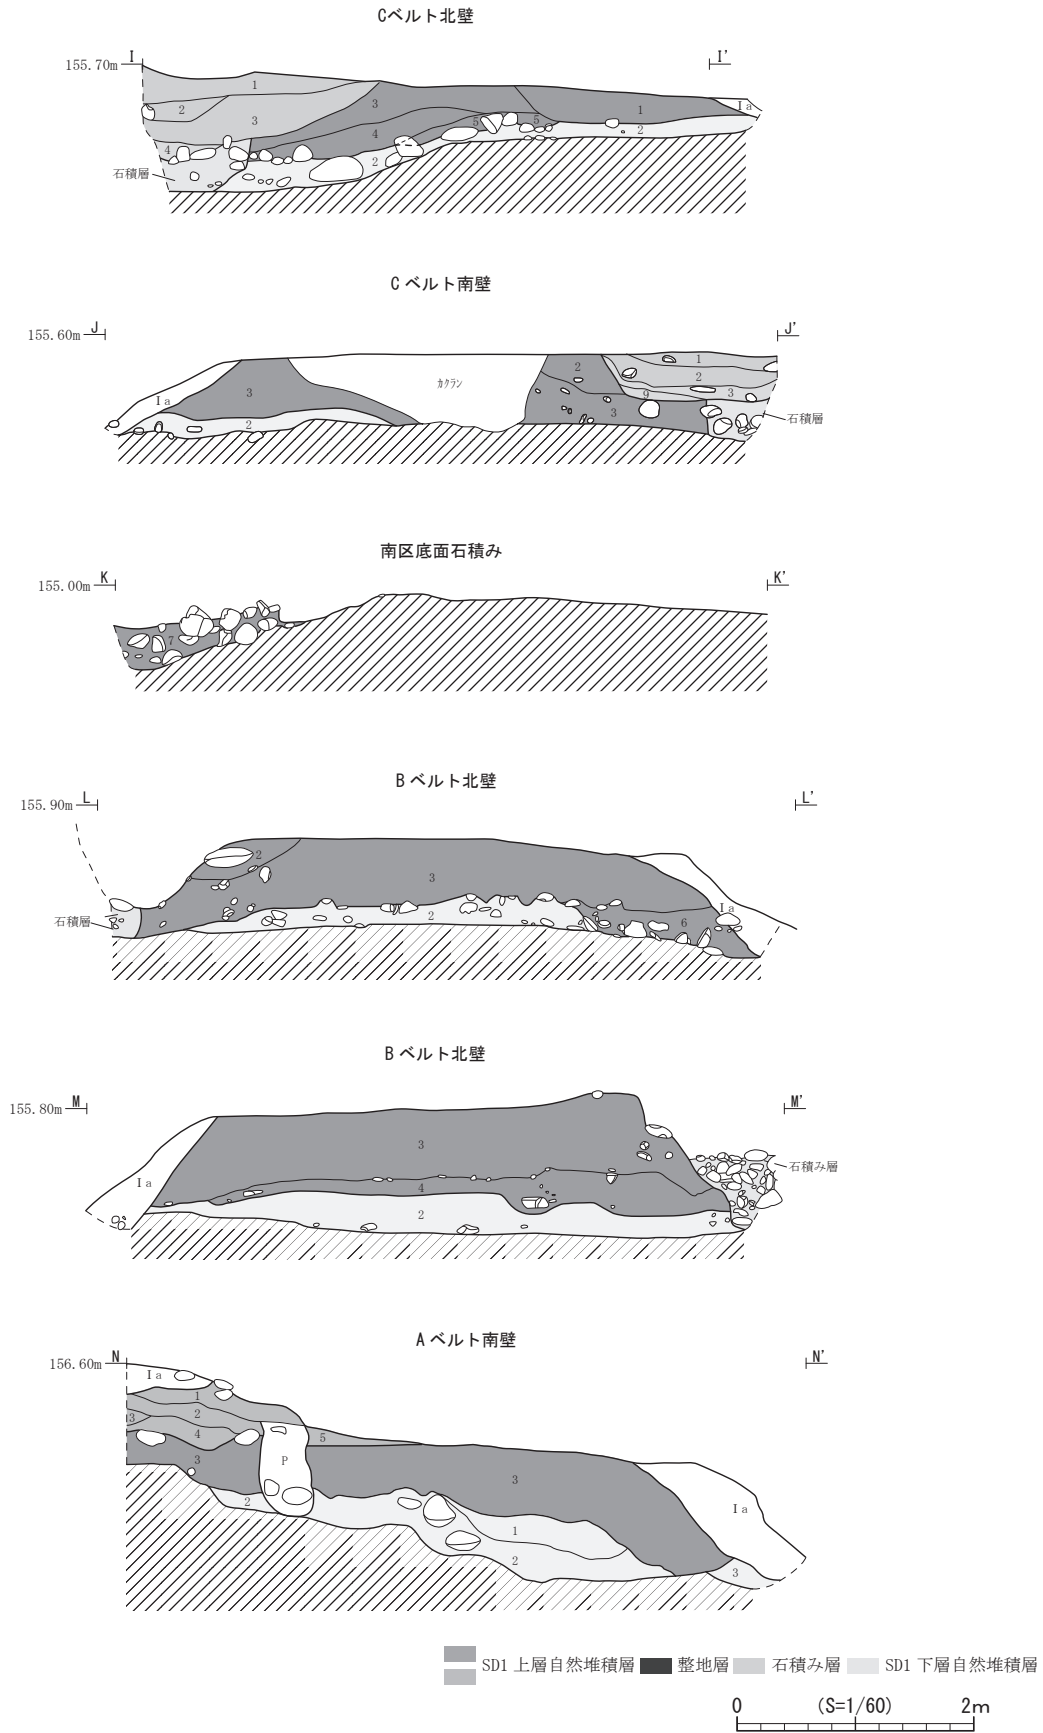 Cベルト北壁
155.70m I I'
1
2
3
3
1
Ⅰa
4
5
5
2
4
2
石積層
C ベルト南壁
155.60m J J'
カクラン
2
1
2
3
9
3
Ⅰa
3
2
石積層
南区底面石積み
155.00m K K'
7
B ベルト北壁
155.90m L L'
2
3
2
6
Ⅰa
石積層
B ベルト北壁
155.80m M M'
3
石積み層
Ⅰa
4
2
A ベルト南壁
156.60m N N'
Ⅰa
1
2
3
4
5
3
P
3
2
1
2
Ⅰa
3
SD1 上層自然堆積層 整地層 石積み層 SD1 下層自然堆積層
0 (S=1/60) 2m